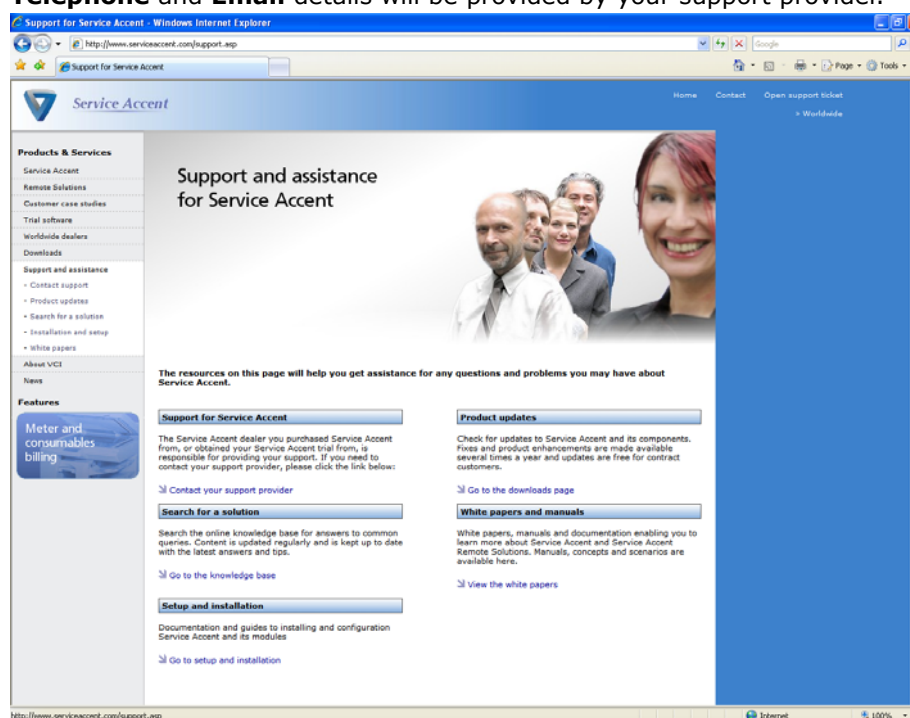 Telephone and Email details will be provided by your support provider.
Support for Service Accent - Windows Internet Explorer
http://www.serviceaccent.com/support.asp
Google
Support for Service Accent
Page
Tools
Service Accent
Home Contact Open support ticket
» Worldwide
Products & Services
Service Accent
Remote Solutions
Customer case studies
Trial software
Worldwide dealers
Downloads
Support and assistance
- Contact support
- Product updates
- Search for a solution
- Installation and setup
- White papers
About VCI
News
Features
Meter and
consumables
billing
Support and assistance
for Service Accent
The resources on this page will help you get assistance for any questions and problems you may have about
Service Accent.
Support for Service Accent
The Service Accent dealer you purchased Service Accent
from, or obtained your Service Accent trial from, is
responsible for providing your support. If you need to
contact your support provider, please click the link below:
Contact your support provider
Product updates
Check for updates to Service Accent and its components.
Fixes and product enhancements are made available
several times a year and updates are free for contract
customers.
Go to the downloads page
Search for a solution
Search the online knowledge base for answers to common
queries. Content is updated regularly and is kept up to date
with the latest answers and tips.
Go to the knowledge base
White papers and manuals
White papers, manuals and documentation enabling you to
learn more about Service Accent and Service Accent
Remote Solutions. Manuals, concepts and scenarios are
available here.
View the white papers
Setup and installation
Documentation and guides to installing and configuration
Service Accent and its modules
Go to setup and installation
http://www.serviceaccent.com/support.asp
Internet
100%